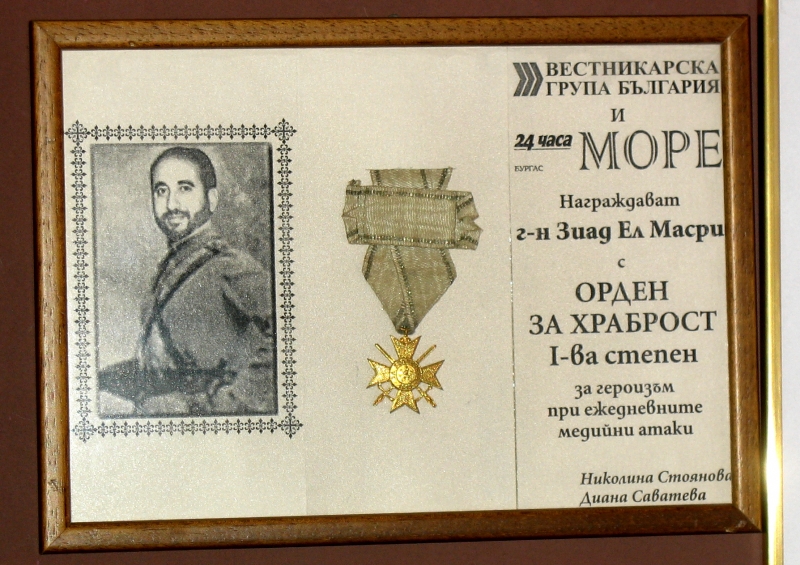 ВЕСТНИКАРСКА
ГРУПА БЪЛГАРИЯ
И
24 часа
БУРГАС
МОРЕ
Награждават
г-н Зиад Ел Масри
с
ОРДЕН
ЗА ХРАБРОСТ
I-ва степен
за героизъм
при ежедневните
медийни атаки
Николина Стоянова
Диана Саватева